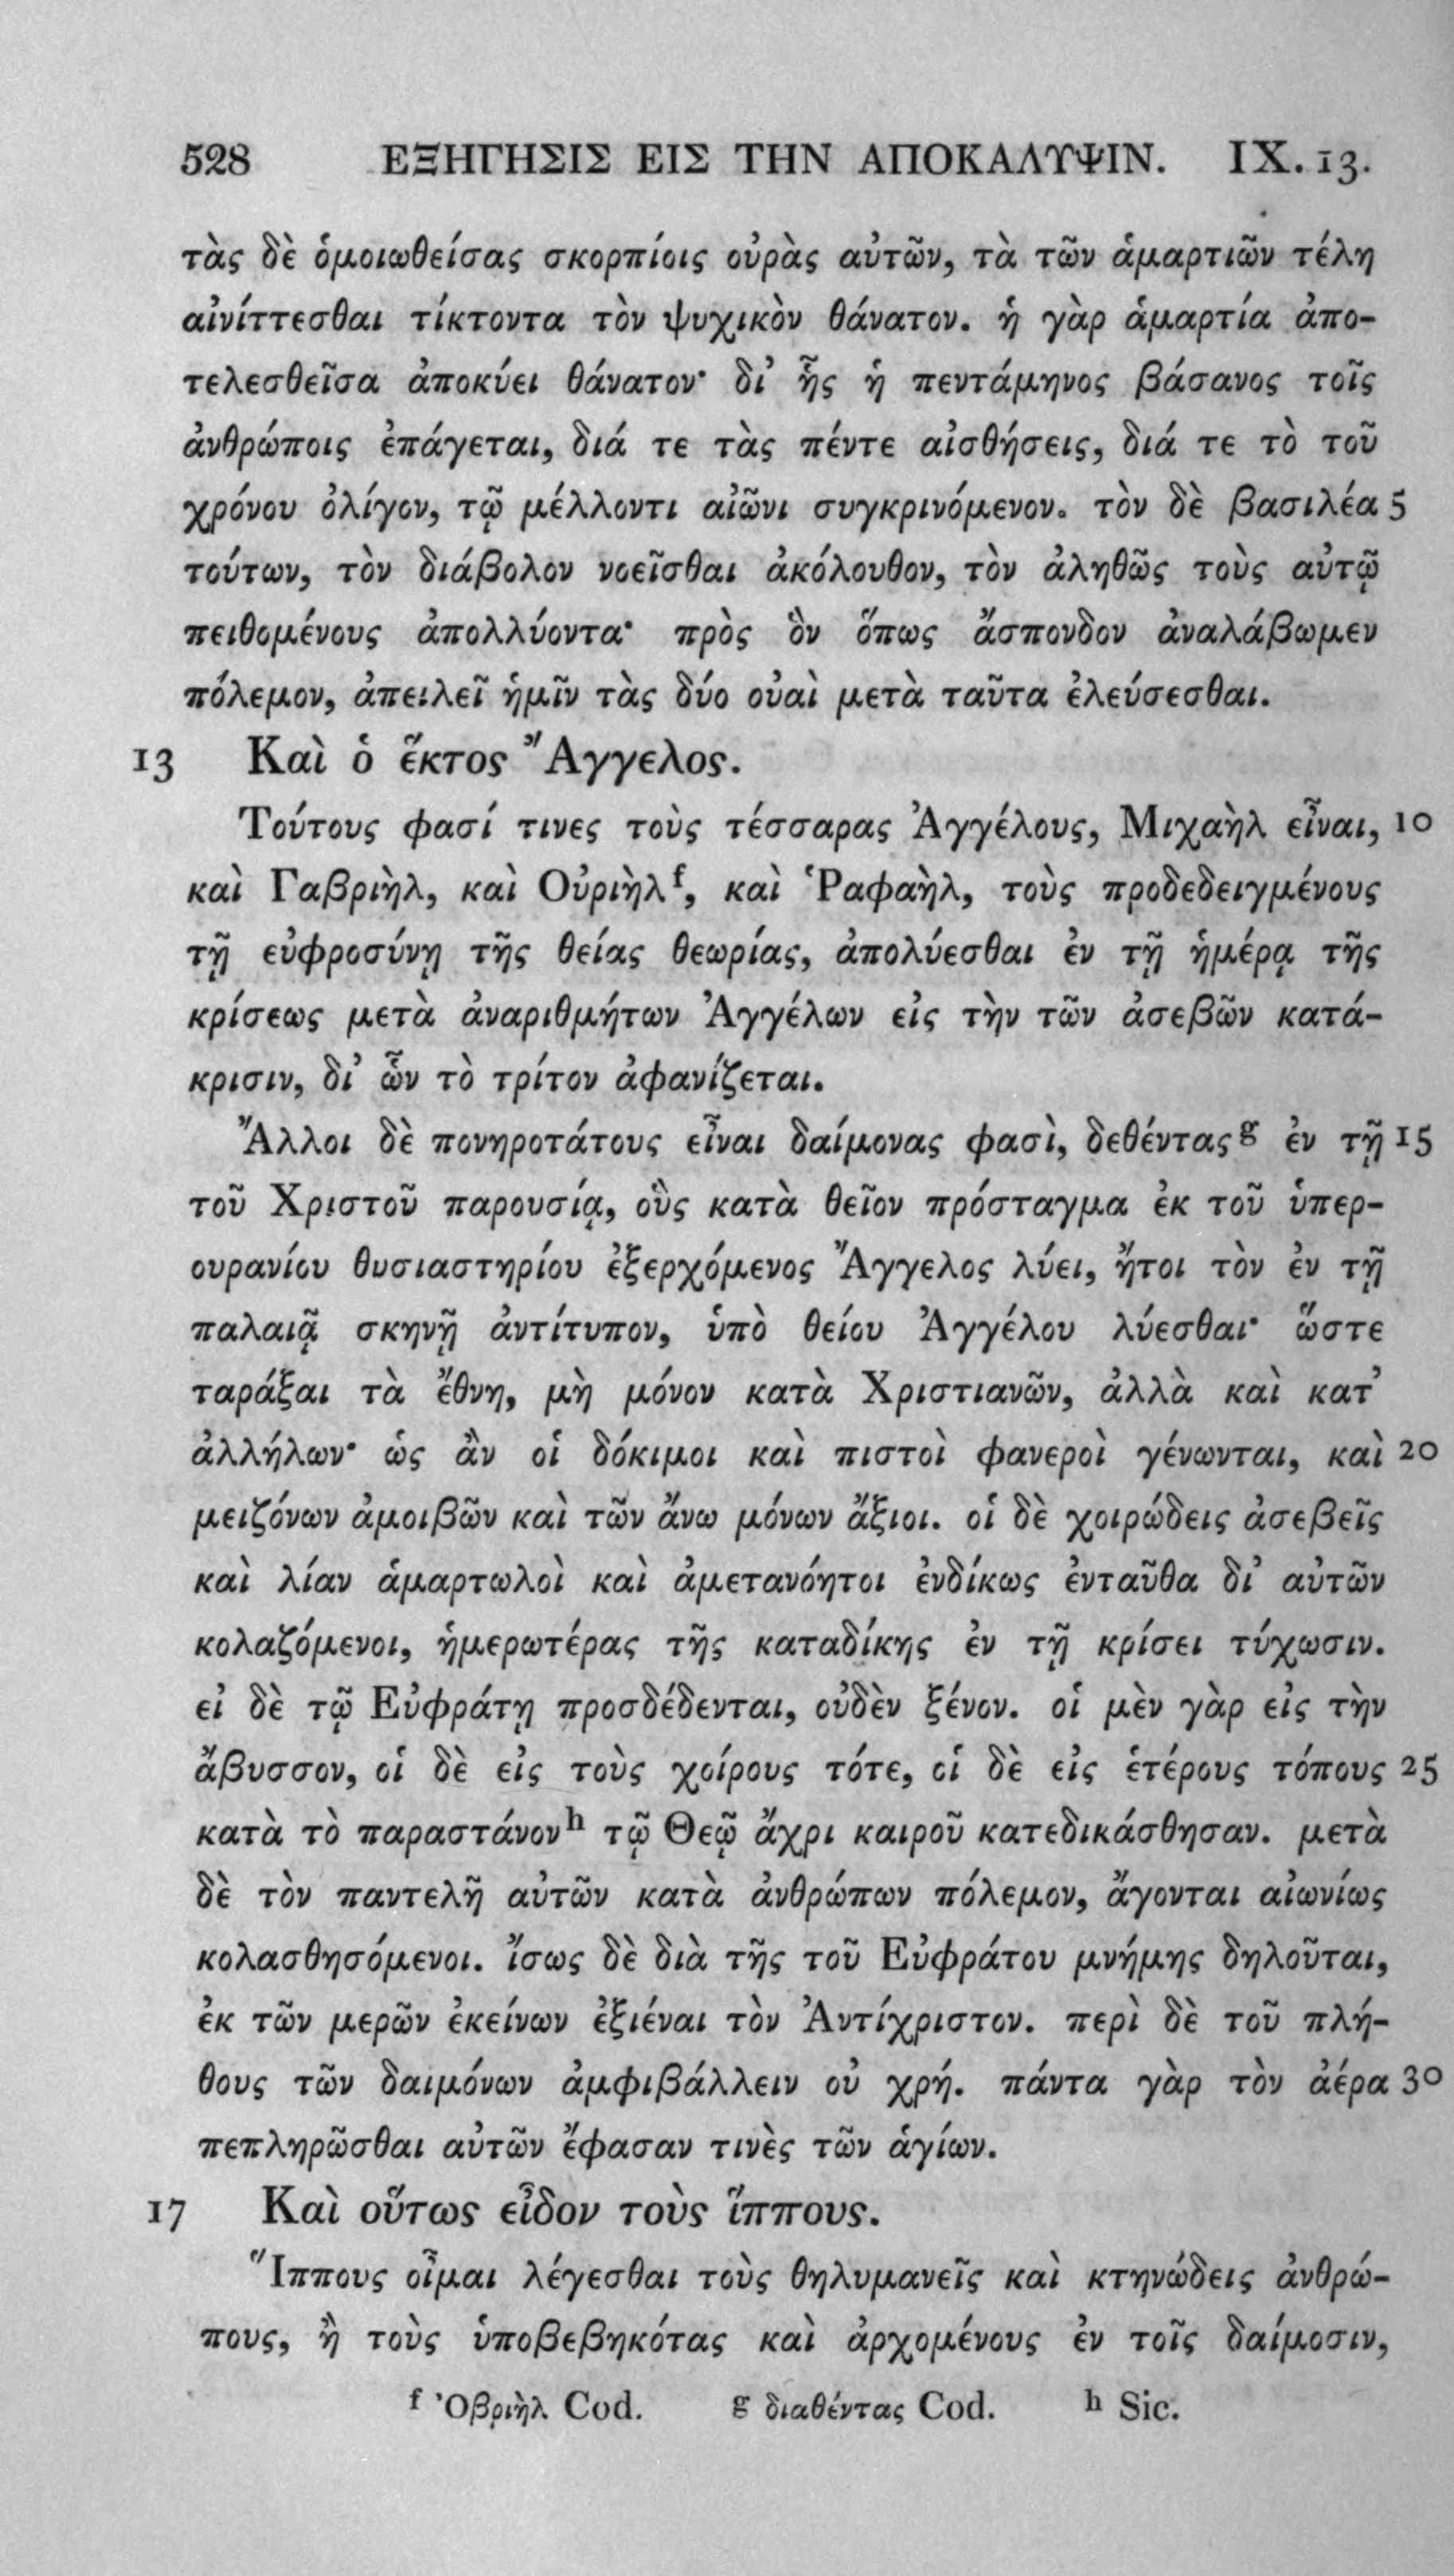 528 ΕΞΗΓΗΣΙΣ ΕΙΣ ΤΗΝ ΑΠΟΚΑΛΥΨΙΝ. IX. 13.
τὰς δὲ ὁμοιωθείσας σκορπίοις οὐρὰς αὐτῶν, τὰ τῶν ἁμαρτιῶν τέλη
αἰνίττεσθαι τίκτοντα τὸν ψυχικὸν θάνατον. ἡ γὰρ ἁμαρτία ἀπο-
τελεσθεῖσα ἀποκύει θάνατον· δι’ ἧς ἡ πεντάμηνος βάσανος τοῖς
ἀνθρώποις ἐπάγεται, διά τε τὰς πέντε αἰσθήσεις, διά τε τὸ τοῦ
χρόνου ὀλίγον, τῷ μέλλοντι αἰῶνι συγκρινόμενον. τὸν δὲ βασιλέα 5
τούτων, τὸν διάβολον νοεῖσθαι ἀκόλουθον, τὸν ἀληθῶς τοὺς αὐτῷ
πειθομένους ἀπολλύοντα· πρὸς ὃν ὅπως ἄσπονδον ἀναλάβωμεν
πόλεμον, ἀπειλεῖ ἡμῖν τὰς δύο οὐαὶ μετὰ ταῦτα ἐλεύσεσθαι.
13 Καὶ ὁ ἕκτος Ἄγγελος.
Τούτους φασί τινες τοὺς τέσσαρας Ἀγγέλους, Μιχαὴλ εἶναι, 10
καὶ Γαβριὴλ, καὶ Οὐριὴλ f, καὶ Ῥαφαὴλ, τοὺς προδεδειγμένους
τῇ εὐφροσύνῃ τῆς θείας θεωρίας, ἀπολύεσθαι ἐν τῇ ἡμέρᾳ τῆς
κρίσεως μετὰ ἀναριθμήτων Ἀγγέλων εἰς τὴν τῶν ἀσεβῶν κατά-
κρισιν, δι’ ὧν τὸ τρίτον ἀφανίζεται.
Ἄλλοι δὲ πονηροτάτους εἶναι δαίμονας φασὶ, δεθέντας g ἐν τῇ 15
τοῦ Χριστοῦ παρουσίᾳ, οὓς κατὰ θεῖον πρόσταγμα ἐκ τοῦ ὑπερ-
ουρανίου θυσιαστηρίου ἐξερχόμενος Ἄγγελος λύει, ἤτοι τὸν ἐν τῇ
παλαιᾷ σκηνῇ ἀντίτυπον, ὑπὸ θείου Ἀγγέλου λύεσθαι· ὥστε
ταράξαι τὰ ἔθνη, μὴ μόνον κατὰ Χριστιανῶν, ἀλλὰ καὶ κατ’
ἀλλήλων· ὡς ἂν οἱ δόκιμοι καὶ πιστοὶ φανεροὶ γένωνται, καὶ 20
μειζόνων ἀμοιβῶν καὶ τῶν ἄνω μόνων ἄξιοι. οἱ δὲ χοιρώδεις ἀσεβεῖς
καὶ λίαν ἁμαρτωλοὶ καὶ ἀμετανόητοι ἐνδίκως ἐνταῦθα δι’ αὐτῶν
κολαζόμενοι, ἡμερωτέρας τῆς καταδίκης ἐν τῇ κρίσει τύχωσιν.
εἰ δὲ τῷ Εὐφράτῃ προσδέδενται, οὐδὲν ξένον. οἱ μὲν γὰρ εἰς τὴν
ἄβυσσον, οἱ δὲ εἰς τοὺς χοίρους τότε, οἱ δὲ εἰς ἑτέρους τόπους 25
κατὰ τὸ παραστάνον h τῷ Θεῷ ἄχρι καιροῦ κατεδικάσθησαν. μετὰ
δὲ τὸν παντελῆ αὐτῶν κατὰ ἀνθρώπων πόλεμον, ἄγονται αἰωνίως
κολασθησόμενοι. ἴσως δὲ διὰ τῆς τοῦ Εὐφράτου μνήμης δηλοῦται,
ἐκ τῶν μερῶν ἐκείνων ἐξιέναι τὸν Ἀντίχριστον. περὶ δὲ τοῦ πλή-
θους τῶν δαιμόνων ἀμφιβάλλειν οὐ χρή. πάντα γὰρ τὸν ἀέρα 30
πεπληρῶσθαι αὐτῶν ἔφασαν τινὲς τῶν ἁγίων.
17 Καὶ οὕτως εἶδον τοὺς ἵππους.
Ἵππους οἶμαι λέγεσθαι τοὺς θηλυμανεῖς καὶ κτηνώδεις ἀνθρώ-
πους, ἢ τοὺς ὑποβεβηκότας καὶ ἀρχομένους ἐν τοῖς δαίμοσιν,
f Ὀβριὴλ Cod. g διαθέντας Cod. h Sic.